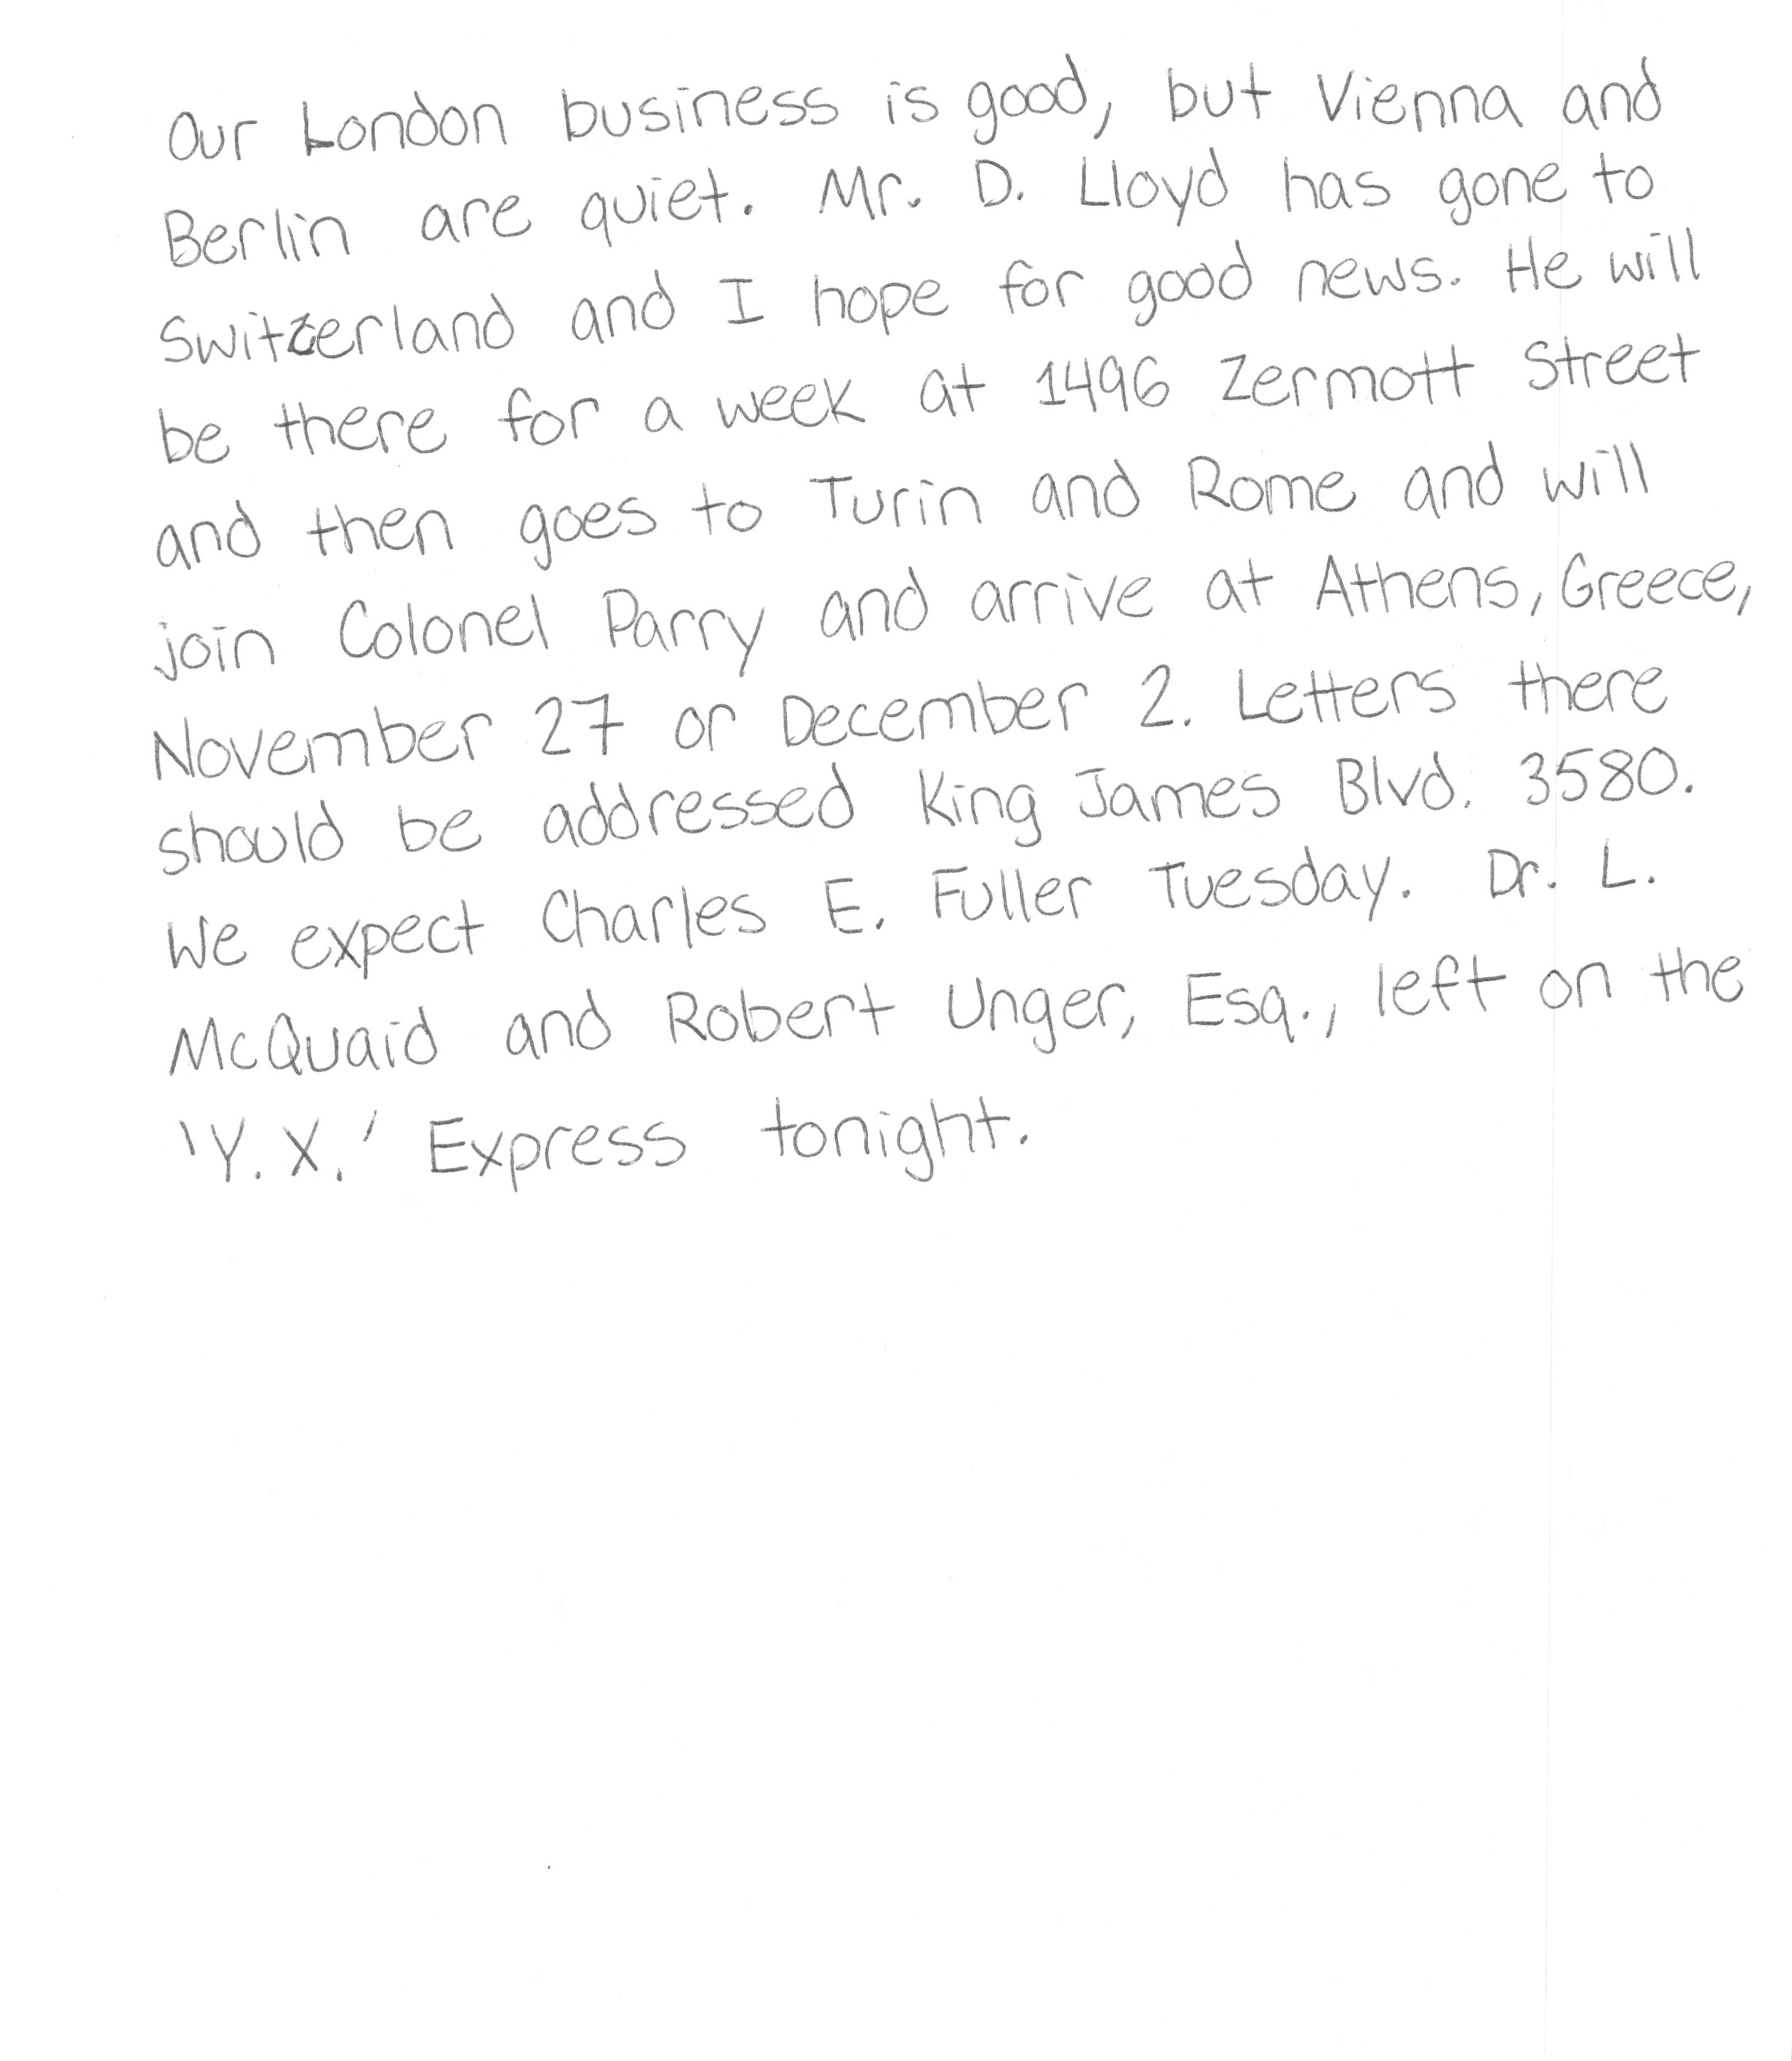 Our London business is good, but Vienna and
Berlin are quiet. Mr. D. Lloyd has gone to
Switzerland and I hope for good news. He will
be there for a week at 1496 Zermott Street
and then goes to Turin and Rome and will
join Colonel Parry and arrive at Athens, Greece,
November 27 or December 2. Letters there
should be addressed King James Blvd. 3580.
We expect Charles E. Fuller Tuesday. Dr. L.
McQuaid and Robert Unger, Esq., left on the
'Y.X.' Express tonight.